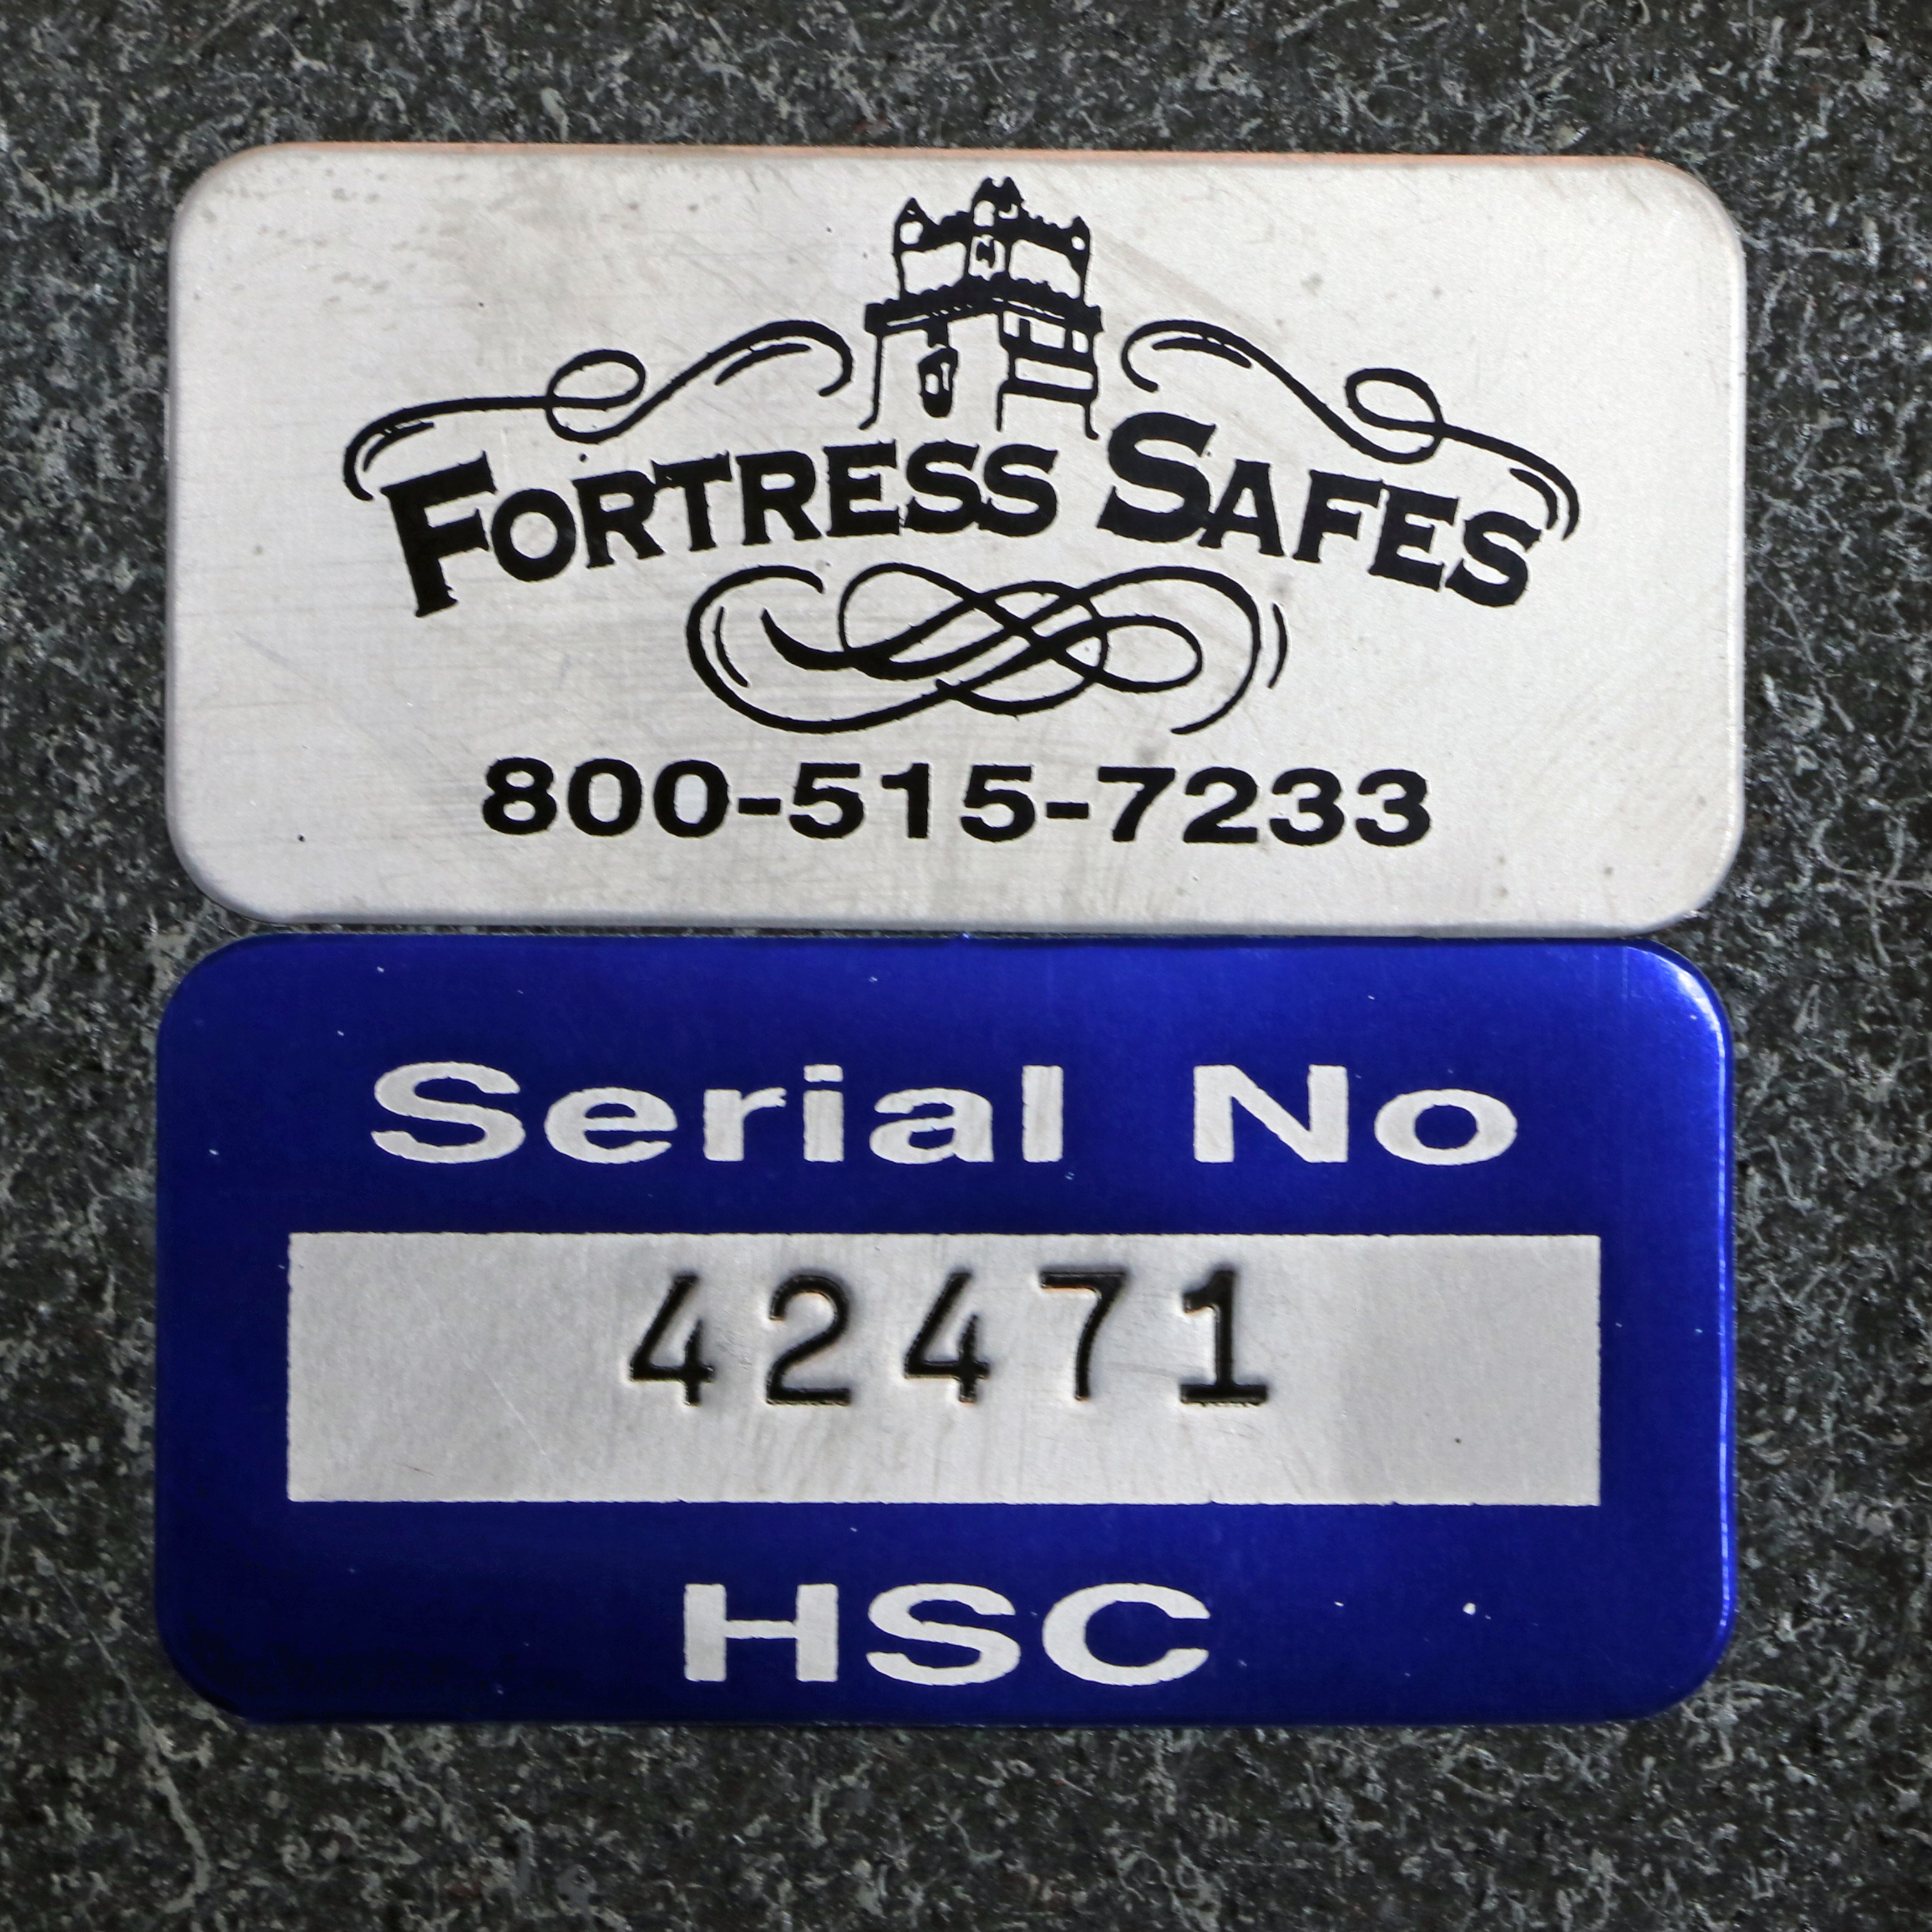 FORTRESS SAFES
800-515-7233
Serial No
42471
HSC